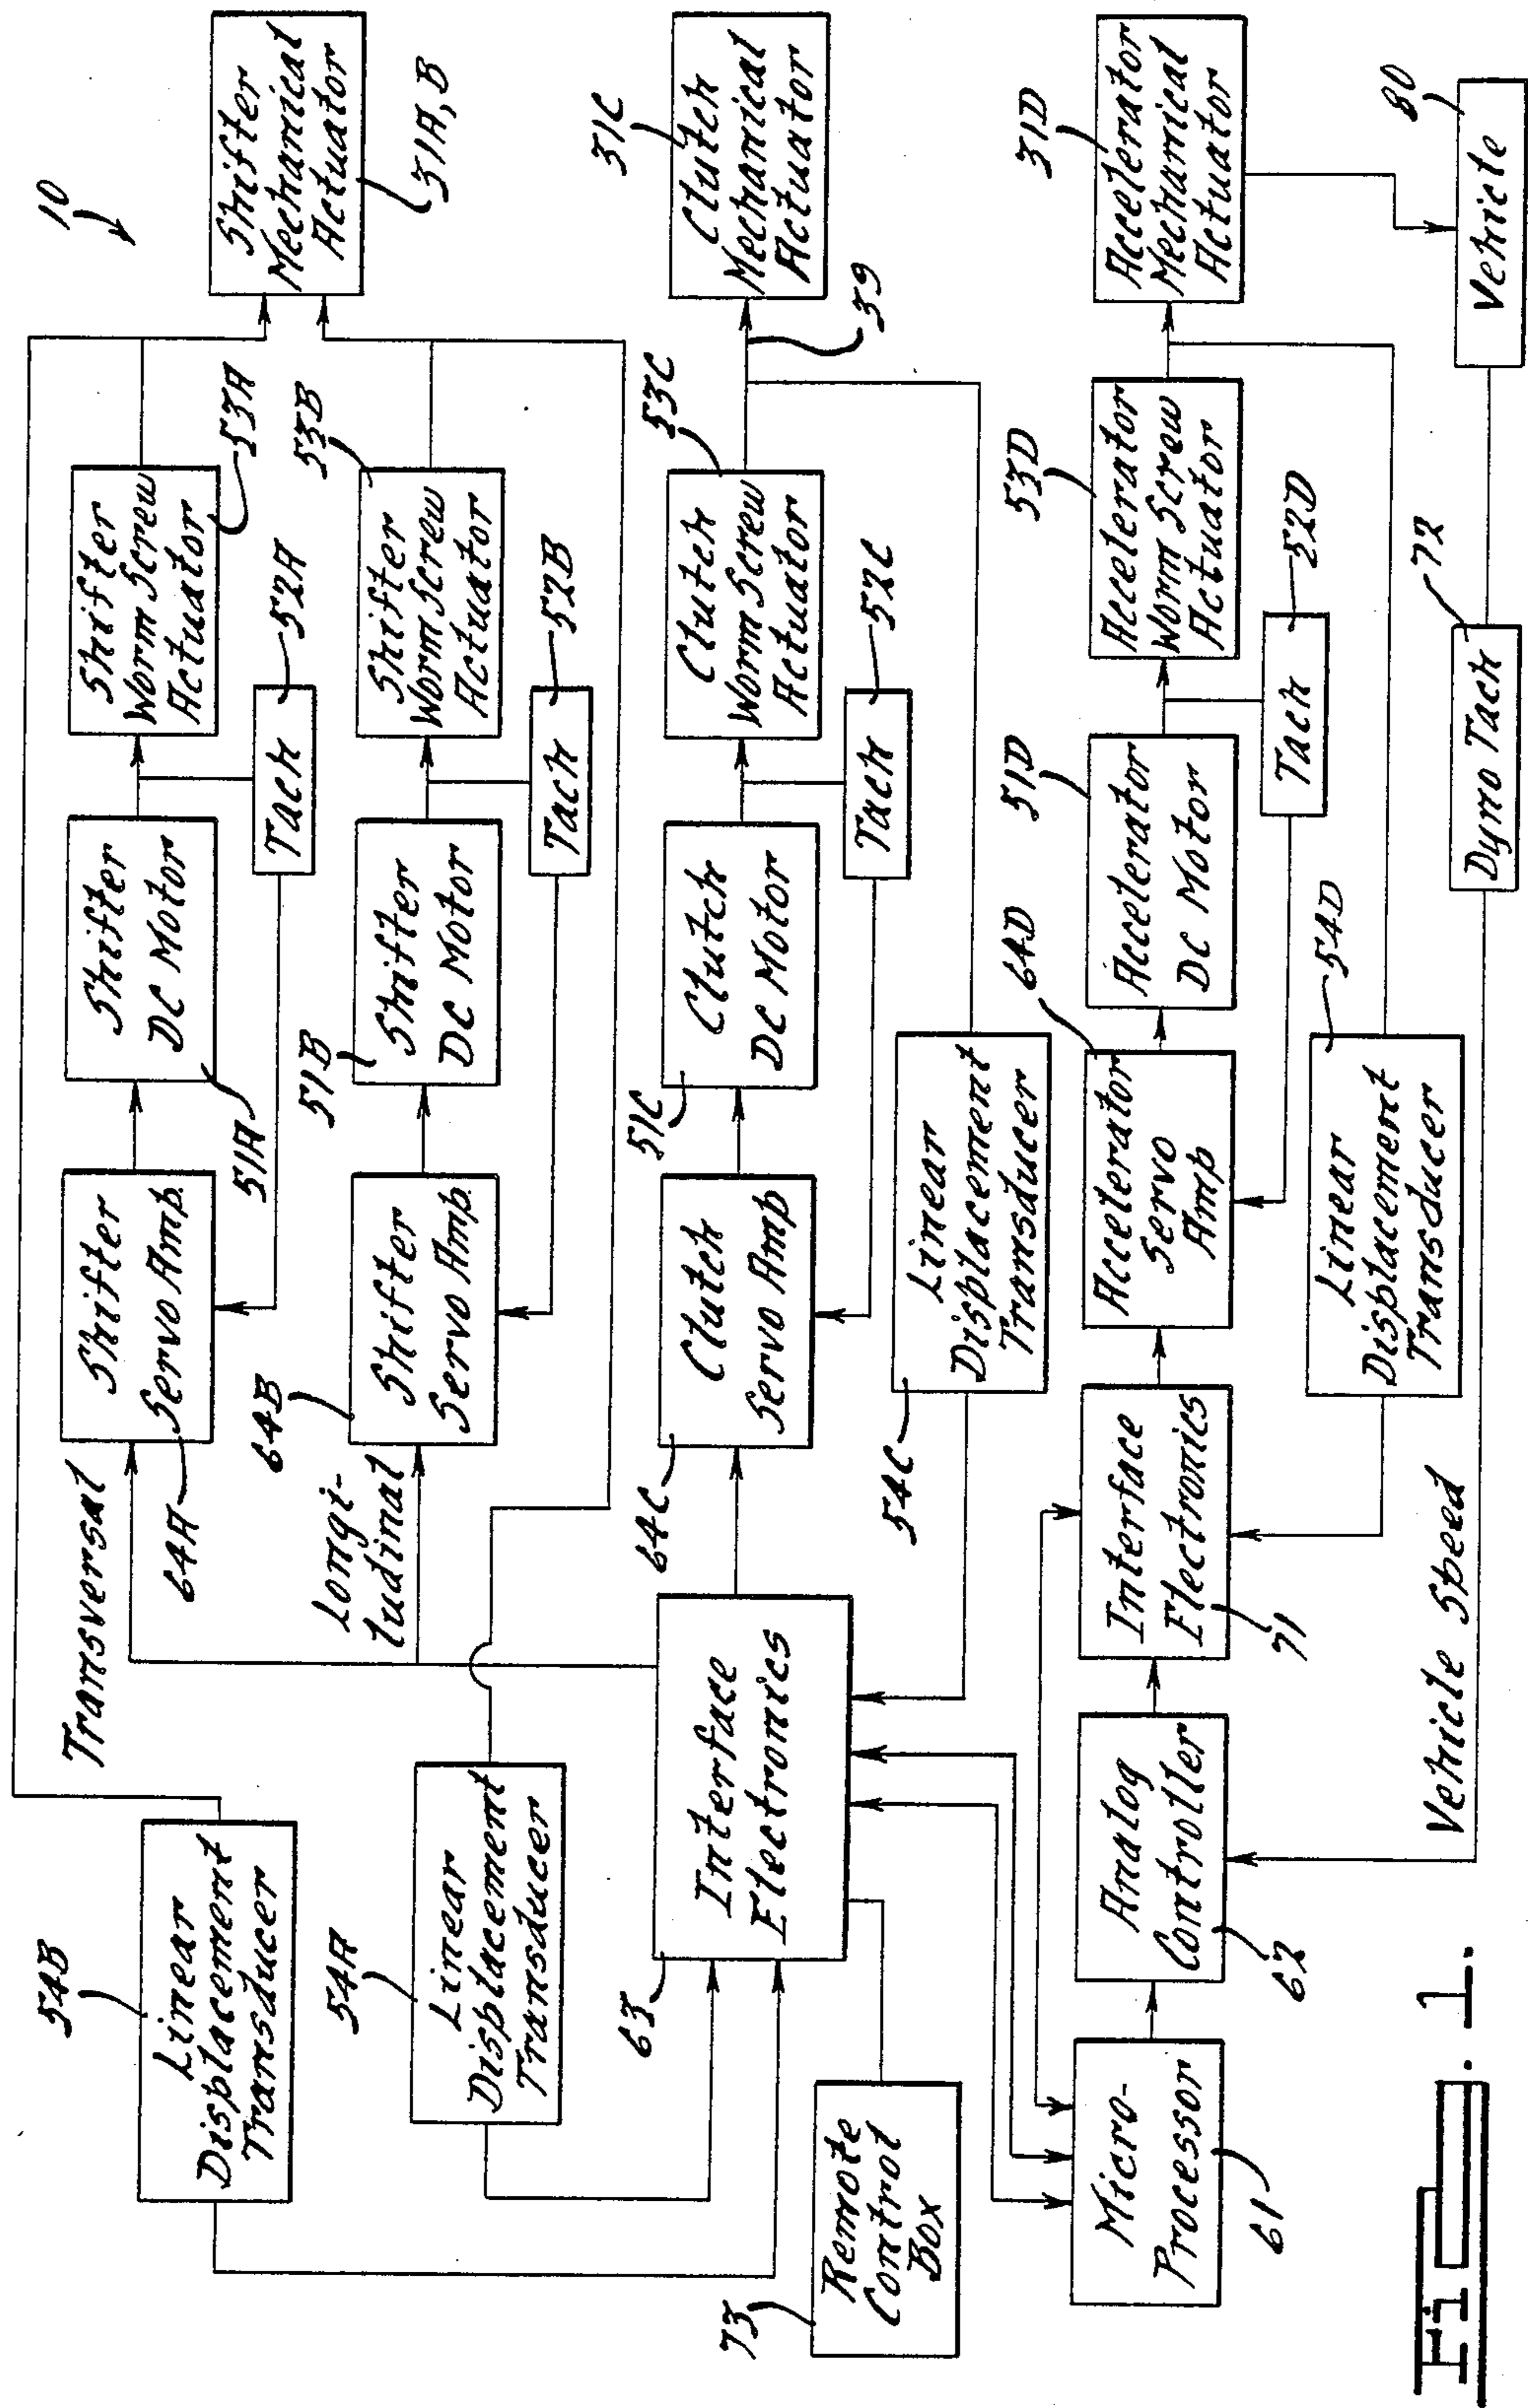 10
54B
Linear
Displacement
Transducer
Transversal
Shifter
Servo Amp.
64A
Shifter
DC Motor
51A
Shifter
Worm Screw
Actuator
53A
Tach
52A
Shifter
Mechanical
Actuator
31A,B
54A
Linear
Displacement
Transducer
Longi-
tudinal
64B
Shifter
Servo Amp.
51B
Shifter
DC Motor
53B
Shifter
Worm Screw
Actuator
Tach
52B
63
Interface
Electronics
64C
Clutch
Servo Amp
51C
Clutch
DC Motor
53C
Clutch
Worm Screw
Actuator
39
31C
Clutch
Mechanical
Actuator
Tach
52C
73
Remote
Control
Box
54C
Linear
Displacement
Transducer
Micro-
Processor
61
Analog
Controller
62
Interface
Electronics
71
64D
Accelerator
Servo
Amp
51D
Accelerator
DC Motor
53D
Accelerator
Worm Screw
Actuator
31D
Accelerator
Mechanical
Actuator
Tach
52D
Linear
Displacement
Transducer
54D
Vehicle Speed
Dyno Tach
72
Vehicle
80
Fig. 1.